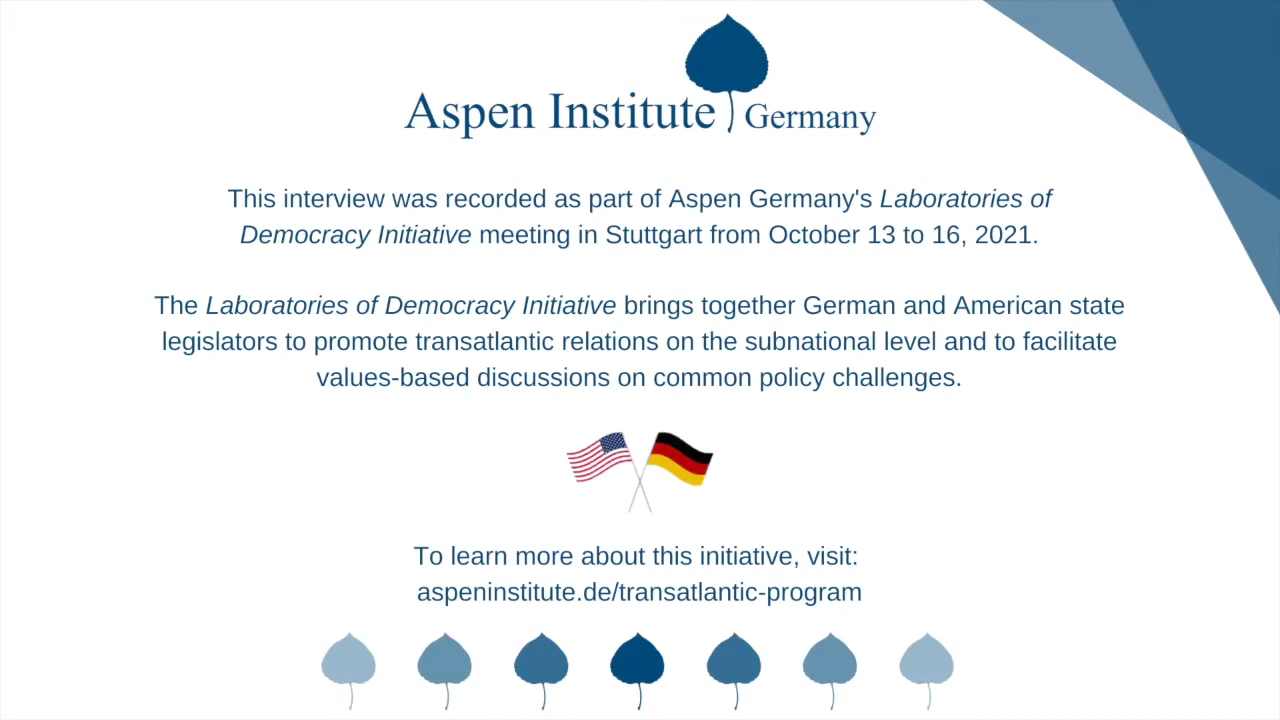 Aspen Institute Germany
This interview was recorded as part of Aspen Germany's Laboratories of
Democracy Initiative meeting in Stuttgart from October 13 to 16, 2021.
The Laboratories of Democracy Initiative brings together German and American state
legislators to promote transatlantic relations on the subnational level and to facilitate
values-based discussions on common policy challenges.
To learn more about this initiative, visit:
aspeninstitute.de/transatlantic-program